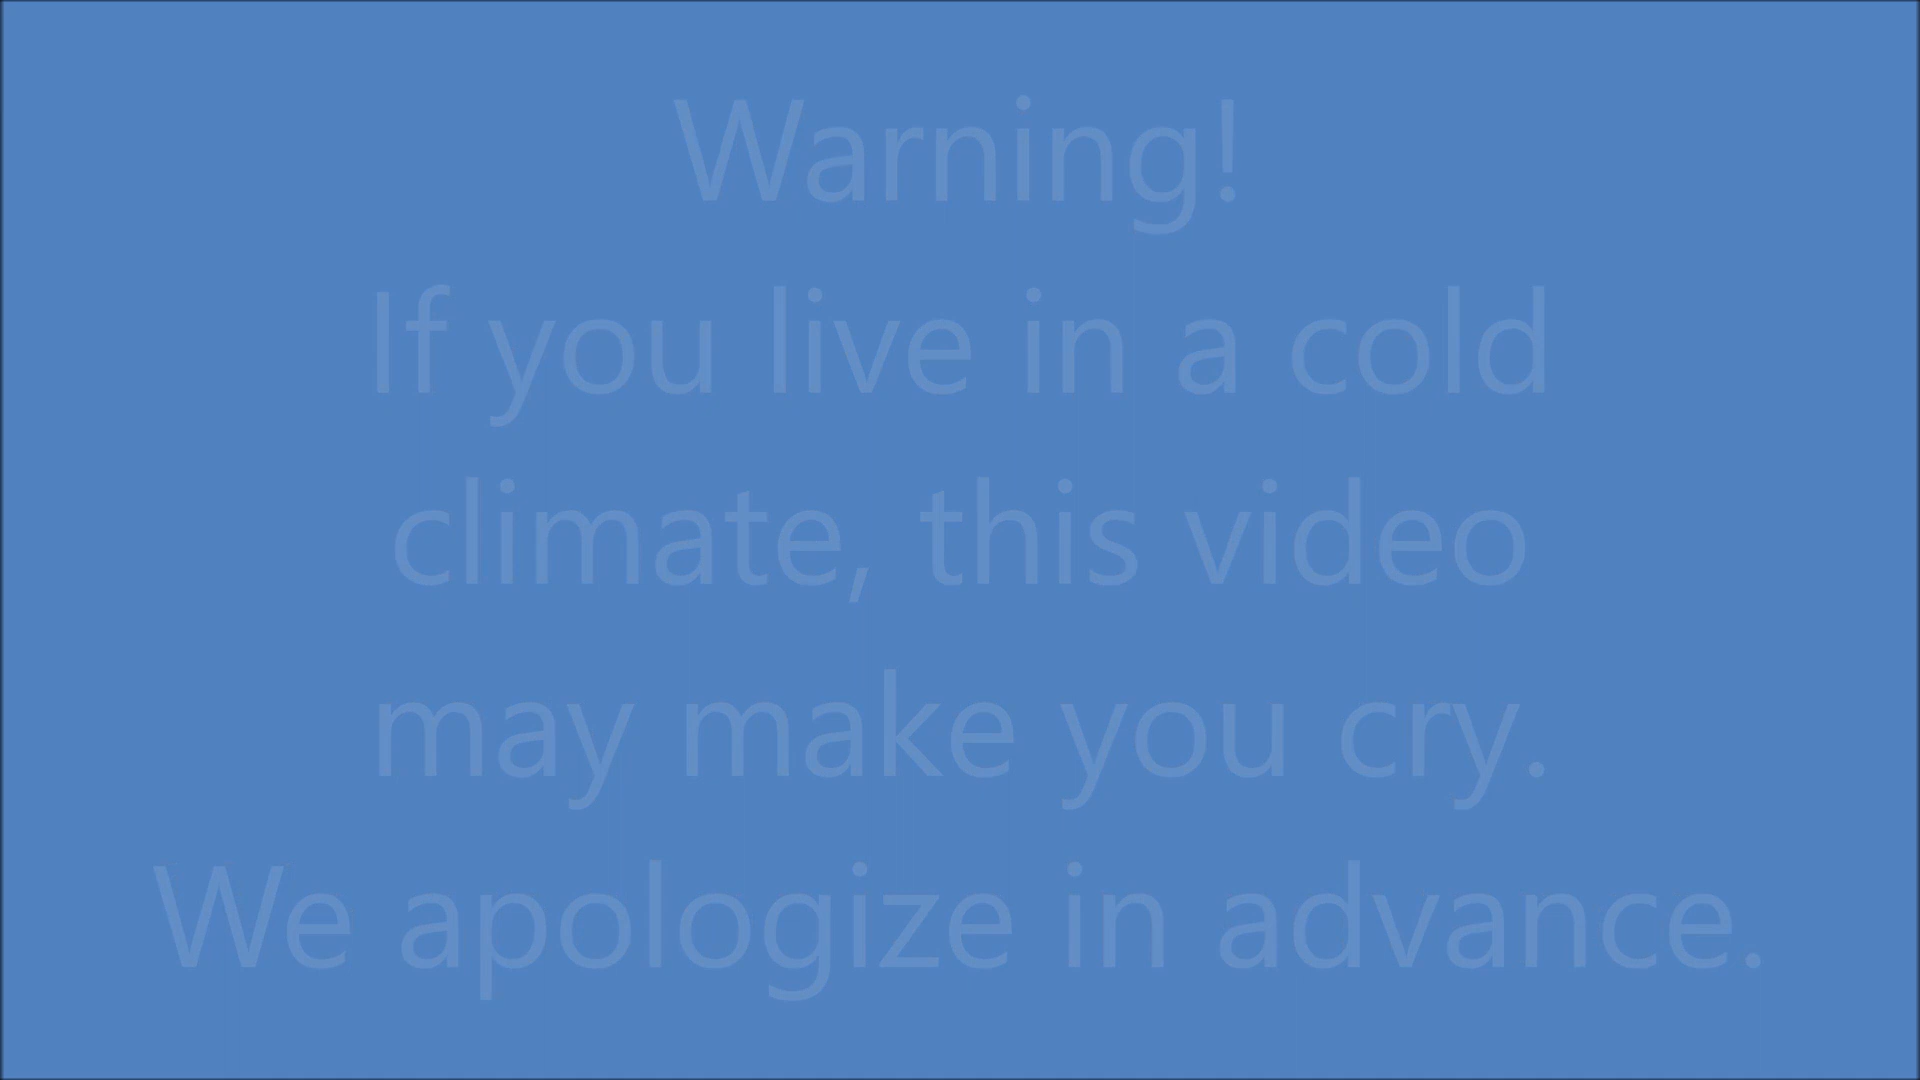 Warning!
If you live in a cold
climate, this video
may make you cry.
We apologize in advance.